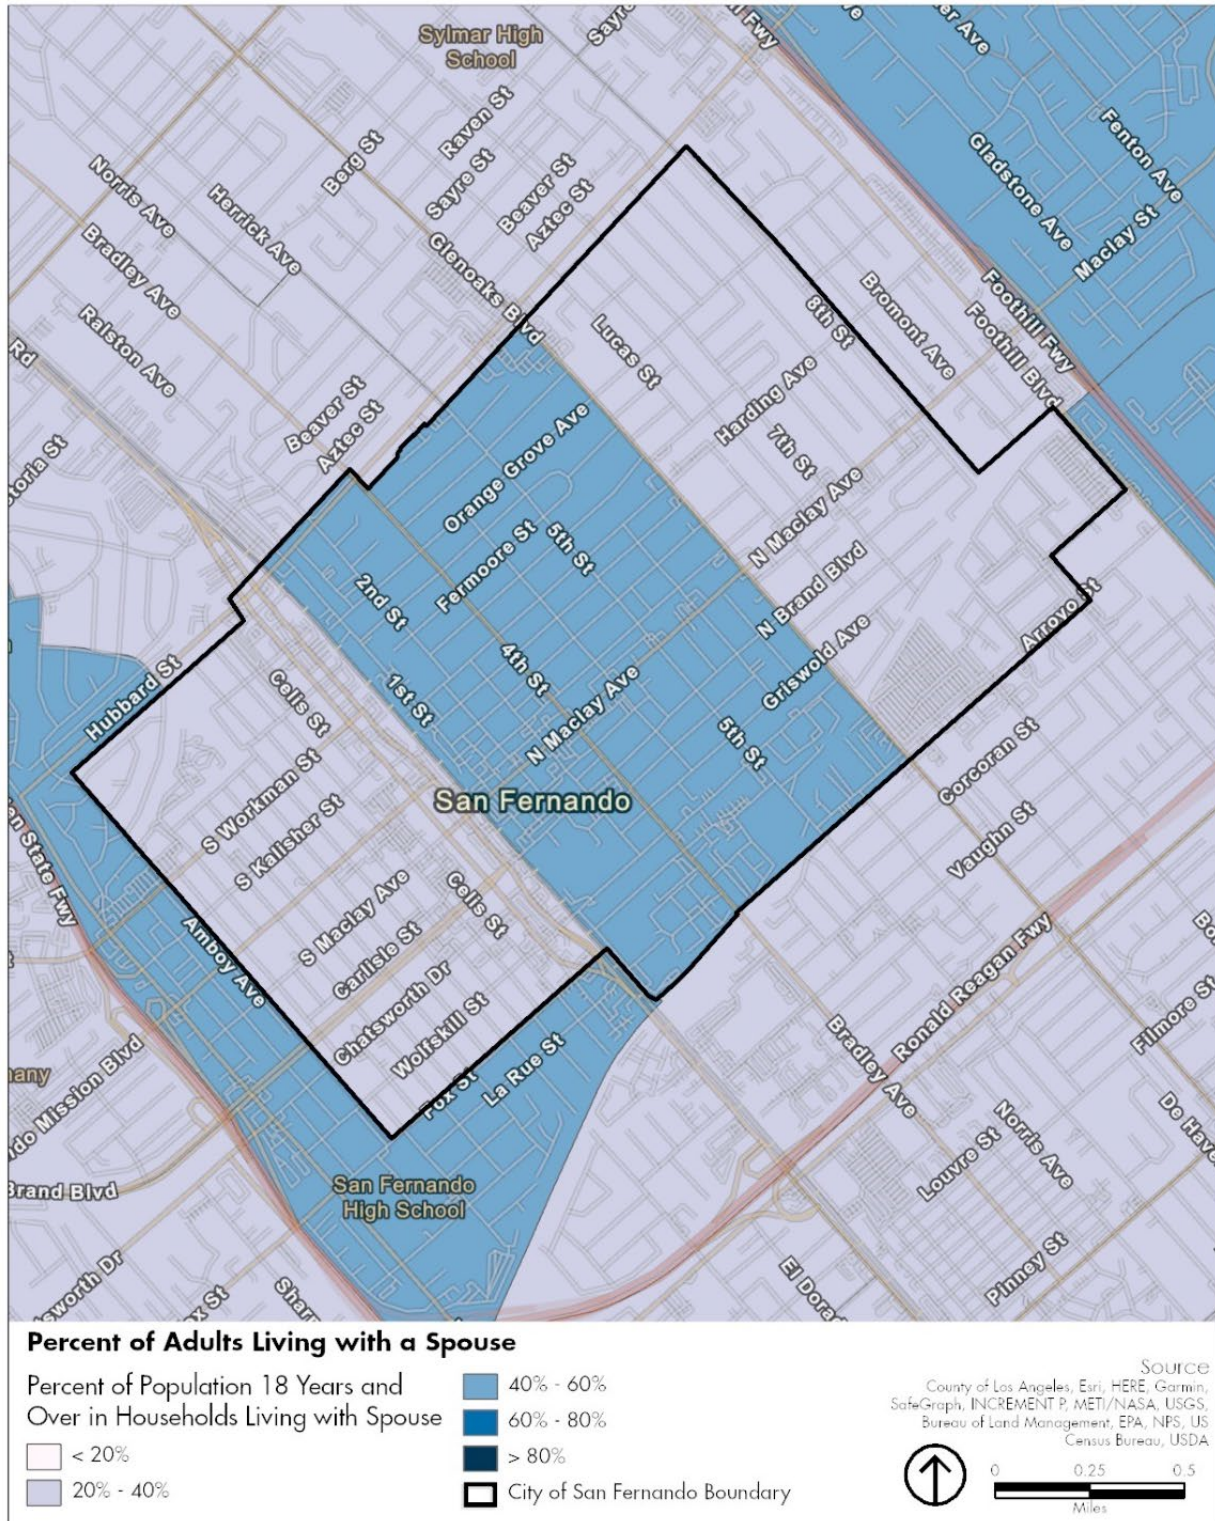 Sylmar High
School
Fenton Ave
Gladstone Ave
Maclay St
Raven St
Berg St
Sayre St
Beaver St
Aztec St
Norris Ave
Herrick Ave
Bradley Ave
Glenoaks Blvd
Ralston Ave
Rd
8th St
Bromont Ave
Foothill Fwy
Foothill Blvd
Lucas St
Harding Ave
7th St
Beaver St
Aztec St
Orange Grove Ave
5th St
Fermoore St
N Maclay Ave
2nd St
N Brand Blvd
4th St
Griswold Ave
Hubbard St
Celis St
1st St
N Maclay Ave
5th St
Corcoran St
San Fernando
S Workman St
S Kalisher St
Vaughn St
S Maclay Ave
Celis St
Carlisle St
Amboy Ave
Chatsworth Dr
Wolfskill St
Ronald Reagan Fwy
Filmore St
Fox St
La Rue St
Bradley Ave
Norris Ave
Louvre St
Brand Blvd
San Fernando
High School
Pinney St
Percent of Adults Living with a Spouse
Percent of Population 18 Years and
Over in Households Living with Spouse
< 20%
20% - 40%
40% - 60%
60% - 80%
> 80%
City of San Fernando Boundary
Source
County of Los Angeles, Esri, HERE, Garmin,
SafeGraph, INCREMENT P, METI/NASA, USGS,
Bureau of Land Management, EPA, NPS, US
Census Bureau, USDA
0 0.25 0.5
Miles